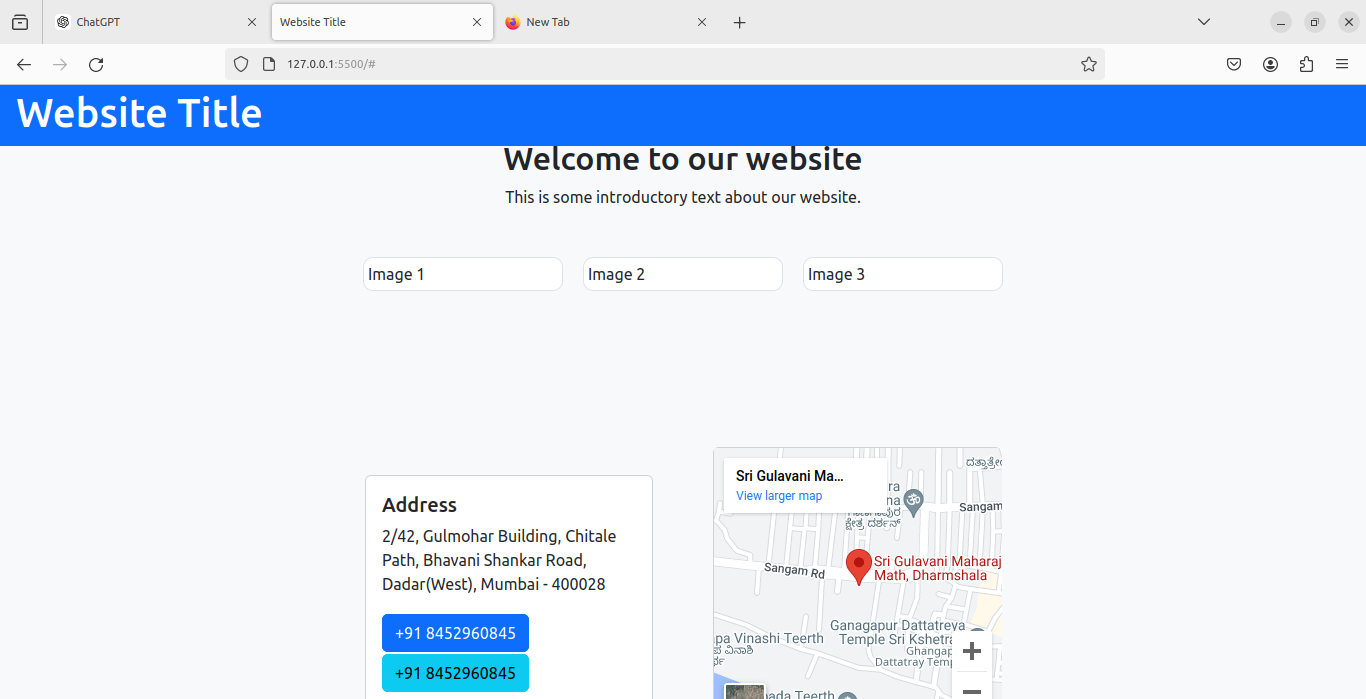 ChatGPT
Website Title
New Tab
127.0.0.1:5500/#
Website Title
Welcome to our website
This is some introductory text about our website.
Image 1
Image 2
Image 3
Address
2/42, Gulmohar Building, Chitale
Path, Bhavani Shankar Road,
Dadar(West), Mumbai - 400028
+91 8452960845
+91 8452960845
Sri Gulavani Ma...
View larger map
ಕ್ಷೇತ್ರ ದರ್ಶನ್
Sangam
Sri Gulavani Maharaj
Math, Dharmshala
Sangam Rd
Ganagapur Dattatreya
Temple Sri Kshetra
Ghangap
Dattatray Temp
pa Vinashi Teerth
ಪ ವಿನಾಶಿ
ada Teerth